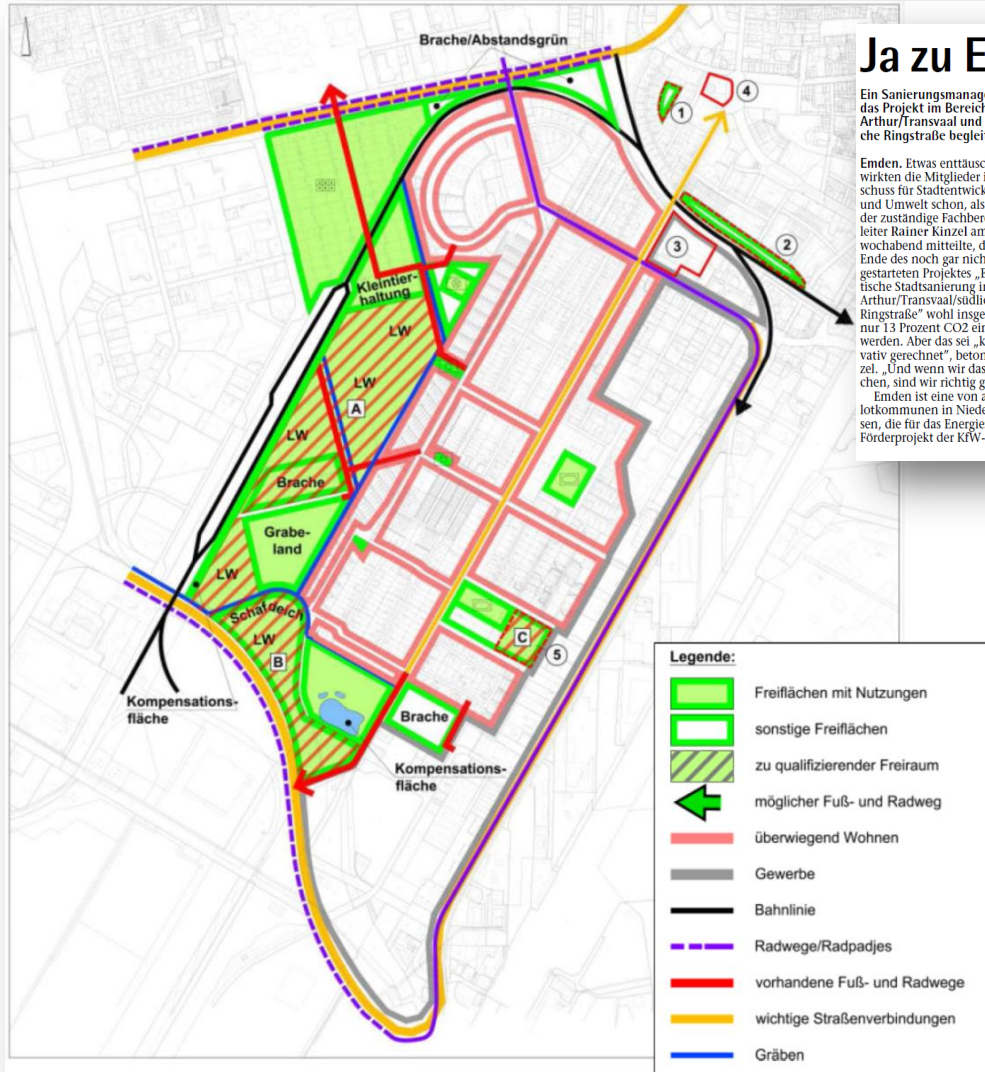 Brache/Abstandsgrün
1
4
2
3
Kleintier-
haltung
LW
LW
A
LW
Brache
Grabe-
land
LW
Schafdeich
LW
B
C
5
Kompensations-
fläche
Brache
Kompensations-
fläche
Legende:
Freiflächen mit Nutzungen
sonstige Freiflächen
zu qualifizierender Freiraum
möglicher Fuß- und Radweg
überwiegend Wohnen
Gewerbe
Bahnlinie
Radwege/Radpadjes
vorhandene Fuß- und Radwege
wichtige Straßenverbindungen
Gräben
Ja zu E
Ein Sanierungsmanage
das Projekt im Bereich
Arthur/Transvaal und
che Ringstraße begleit
Emden. Etwas enttäusc
wirkten die Mitglieder i
schuss für Stadtentwick
und Umwelt schon, als
der zuständige Fachbere
leiter Rainer Kinzel am
wochabend mitteilte, d
Ende des noch gar nich
gestarteten Projektes „E
tische Stadtsanierung in
Arthur/Transvaal/südlic
Ringstraße" wohl insge
nur 13 Prozent CO2 ein
werden. Aber das sei „k
vativ gerechnet", beton
zel. „Und wenn wir das
chen, sind wir richtig g
Emden ist eine von a
lotkommunen in Niede
sen, die für das Energie
Förderprojekt der KfW-